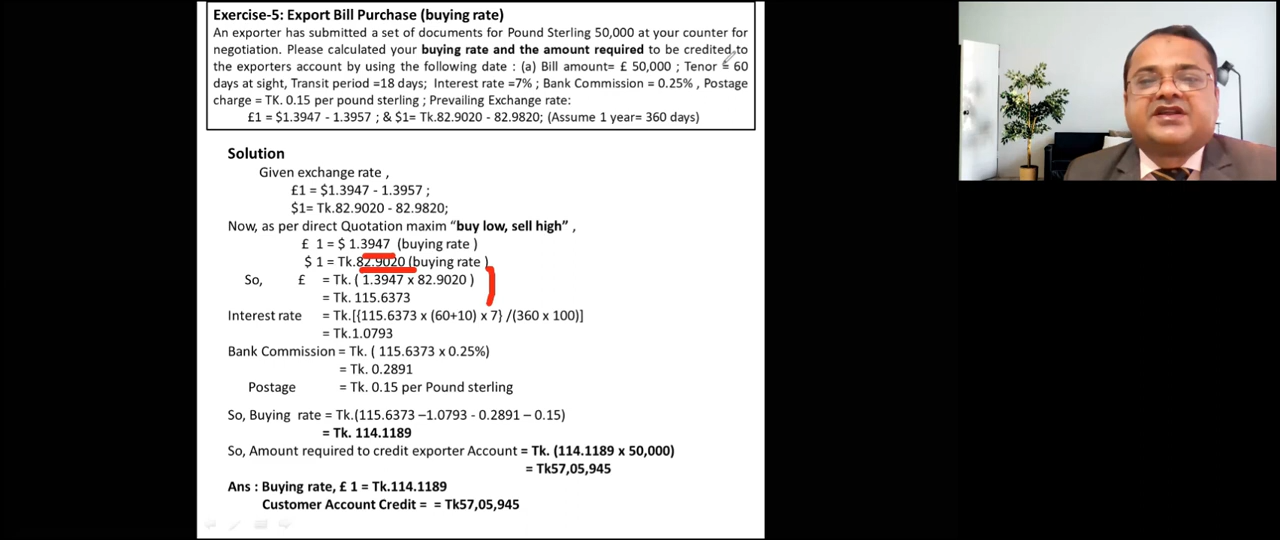 Exercise-5: Export Bill Purchase (buying rate)
An exporter has submitted a set of documents for Pound Sterling 50,000 at your counter for
negotiation. Please calculated your buying rate and the amount required to be credited to
the exporters account by using the following date : (a) Bill amount= £ 50,000 ; Tenor = 60
days at sight, Transit period =18 days; Interest rate =7% ; Bank Commission = 0.25% , Postage
charge = TK. 0.15 per pound sterling ; Prevailing Exchange rate:
£1 = $1.3947 - 1.3957 ; & $1= Tk.82.9020 - 82.9820; (Assume 1 year= 360 days)
Solution
Given exchange rate ,
£1 = $1.3947 - 1.3957 ;
$1= Tk.82.9020 - 82.9820;
Now, as per direct Quotation maxim “buy low, sell high” ,
£ 1 = $ 1.3947 (buying rate )
$ 1 = Tk.82.9020 (buying rate )
So, £ = Tk. ( 1.3947 x 82.9020 )
= Tk. 115.6373
Interest rate = Tk.[{115.6373 x (60+10) x 7} /(360 x 100)]
= Tk.1.0793
Bank Commission = Tk. ( 115.6373 x 0.25%)
= Tk. 0.2891
Postage = Tk. 0.15 per Pound sterling
So, Buying rate = Tk.(115.6373 –1.0793 - 0.2891 – 0.15)
= Tk. 114.1189
So, Amount required to credit exporter Account = Tk. (114.1189 x 50,000)
= Tk57,05,945
Ans : Buying rate, £ 1 = Tk.114.1189
Customer Account Credit = = Tk57,05,945